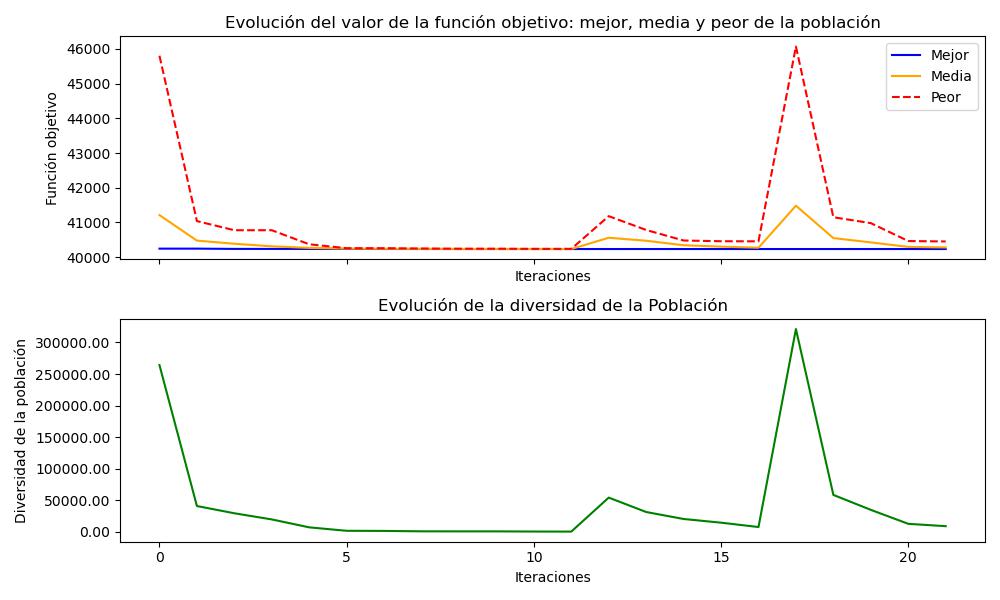 Evolución del valor de la función objetivo: mejor, media y peor de la población
46000
45000
44000
43000
42000
41000
40000
Función objetivo
Mejor
Media
Peor
Iteraciones
Evolución de la diversidad de la Población
300000.00
250000.00
200000.00
150000.00
100000.00
50000.00
0.00
Diversidad de la población
0
5
10
15
20
Iteraciones